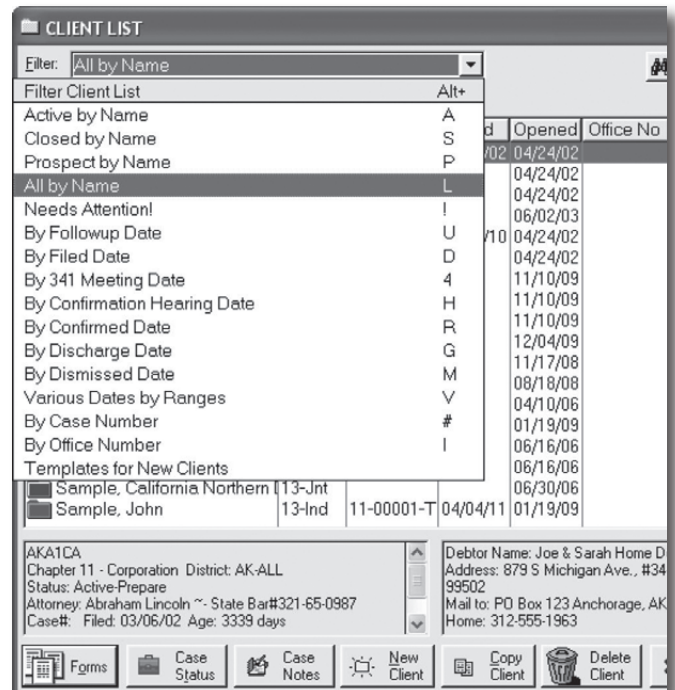 CLIENT LIST
Filter: All by Name
Filter Client List Alt+
Active by Name A
Closed by Name S
Prospect by Name P
All by Name L
Needs Attention! !
By Followup Date U
By Filed Date D
By 341 Meeting Date 4
By Confirmation Hearing Date H
By Confirmed Date R
By Discharge Date G
By Dismissed Date M
Various Dates by Ranges V
By Case Number #
By Office Number I
Templates for New Clients
d Opened Office No
/02 04/24/02
04/24/02
04/24/02
06/02/03
/10 04/24/02
04/24/02
11/10/09
11/10/09
11/10/09
12/04/09
11/17/08
08/18/08
04/10/06
01/19/09
06/16/06
06/16/06
Sample, California Northern 13-Jnt 06/30/06
Sample, John 13-Ind 11-00001-T 04/04/11 01/19/09
AKA1CA
Chapter 11 - Corporation District: AK-ALL
Status: Active-Prepare
Attorney: Abraham Lincoln ~- State Bar#321-65-0987
Case#: Filed: 03/06/02 Age: 3339 days
Debtor Name: Joe & Sarah Home D
Address: 879 S Michigan Ave., #34
99502
Mail to: PO Box 123 Anchorage, AK
Home: 312-555-1963
Forms
Case Status
Case Notes
New Client
Copy Client
Delete Client